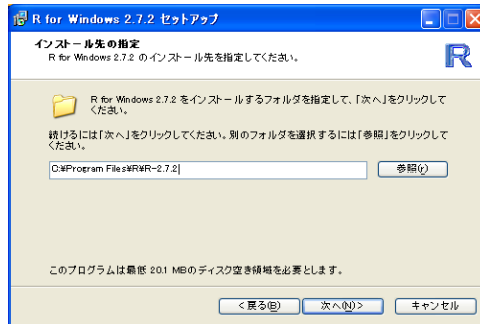 R for Windows 2.7.2 セットアップ
インストール先の指定
R for Windows 2.7.2 のインストール先を指定してください。
R
R for Windows 2.7.2 をインストールするフォルダを指定して、「次へ」をクリックして
ください。
続けるには「次へ」をクリックしてください。別のフォルダを選択するには「参照」をクリックして
ください。
C:¥Program Files¥R¥R-2.7.2
参照(r)
このプログラムは最低 20.1 MBのディスク空き領域を必要とします。
< 戻る(B)
次へ(N)>
キャンセル